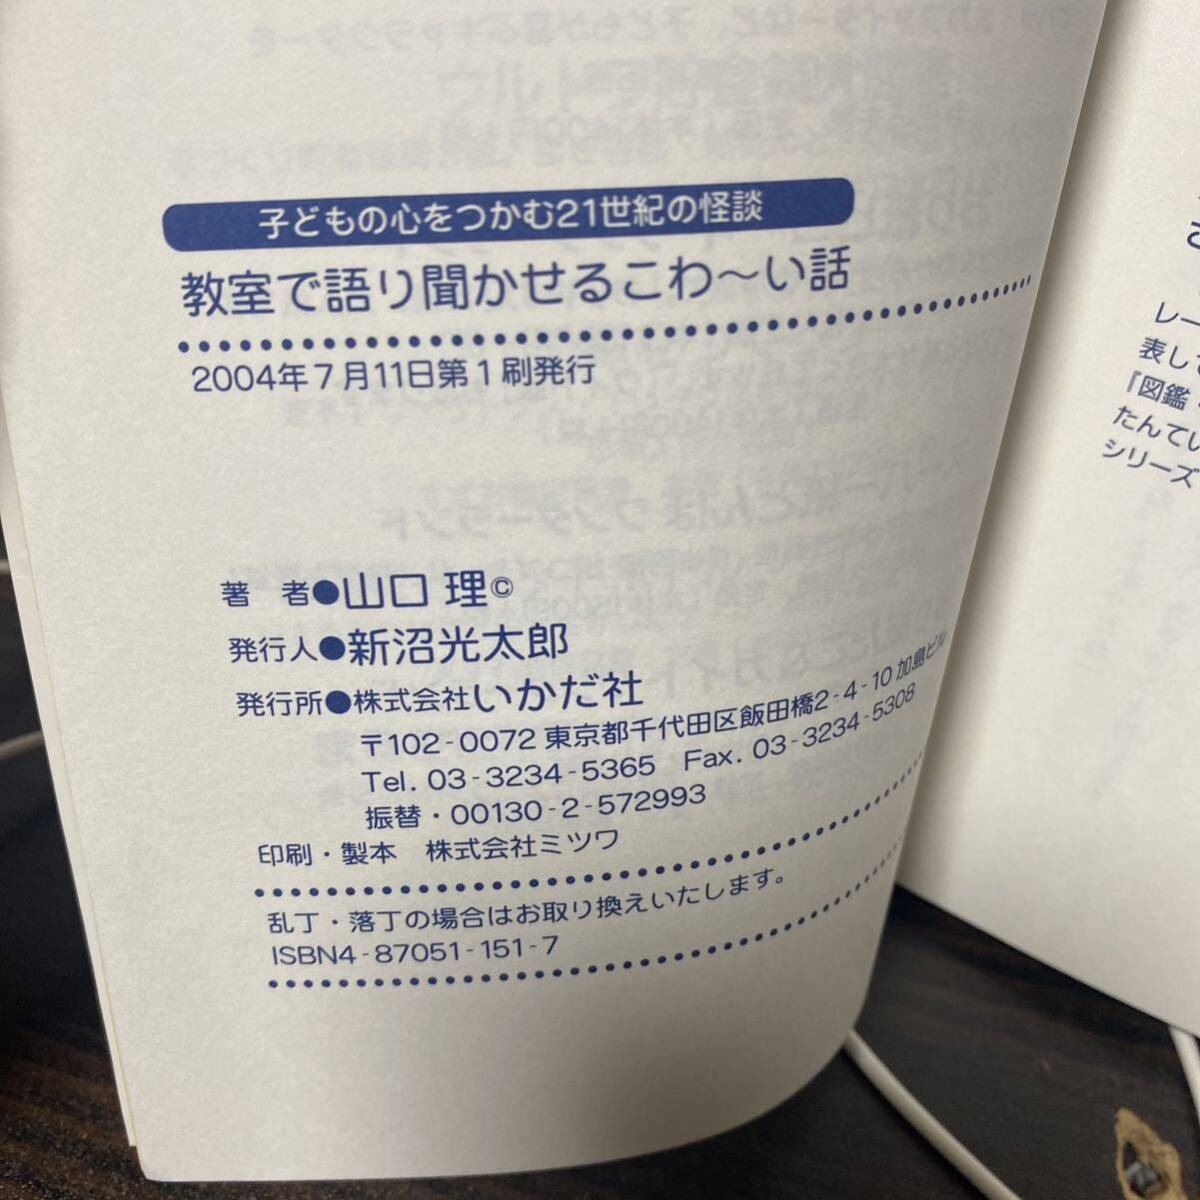 子どもの心をつかむ21世紀の怪談
教室で語り聞かせるこわ〜い話
2004年7月11日第1刷発行
著　者●山口 理©
発行人●新沼光太郎
発行所●株式会社いかだ社
〒102-0072 東京都千代田区飯田橋2-4-10 加島ビル
Tel. 03-3234-5365　Fax. 03-3234-5308
振替・00130-2-572993
印刷・製本　株式会社ミツワ
乱丁・落丁の場合はお取り換えいたします。
ISBN4-87051-151-7
レー
表して
『図鑑・
たんてい
シリーズ